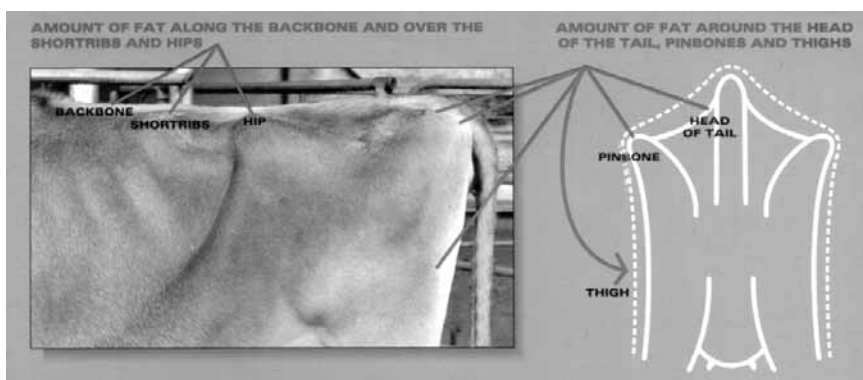 AMOUNT OF FAT ALONG THE BACKBONE AND OVER THE
SHORTRIBS AND HIPS
AMOUNT OF FAT AROUND THE HEAD
OF THE TAIL, PINBONES AND THIGHS
BACKBONE
SHORTRIBS
HIP
HEAD
OF TAIL
PINBONE
THIGH